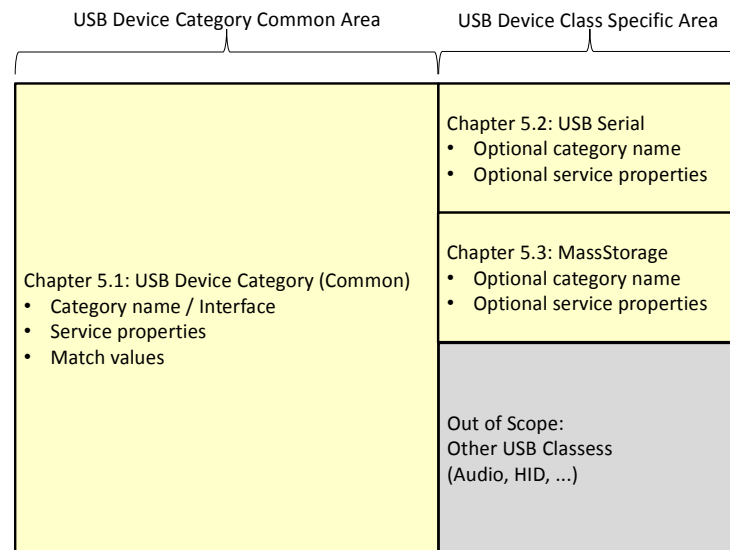 USB Device Category Common Area
USB Device Class Specific Area
Chapter 5.1: USB Device Category (Common)
• Category name / Interface
• Service properties
• Match values
Chapter 5.2: USB Serial
• Optional category name
• Optional service properties
Chapter 5.3: MassStorage
• Optional category name
• Optional service properties
Out of Scope:
Other USB Classess
(Audio, HID, ...)